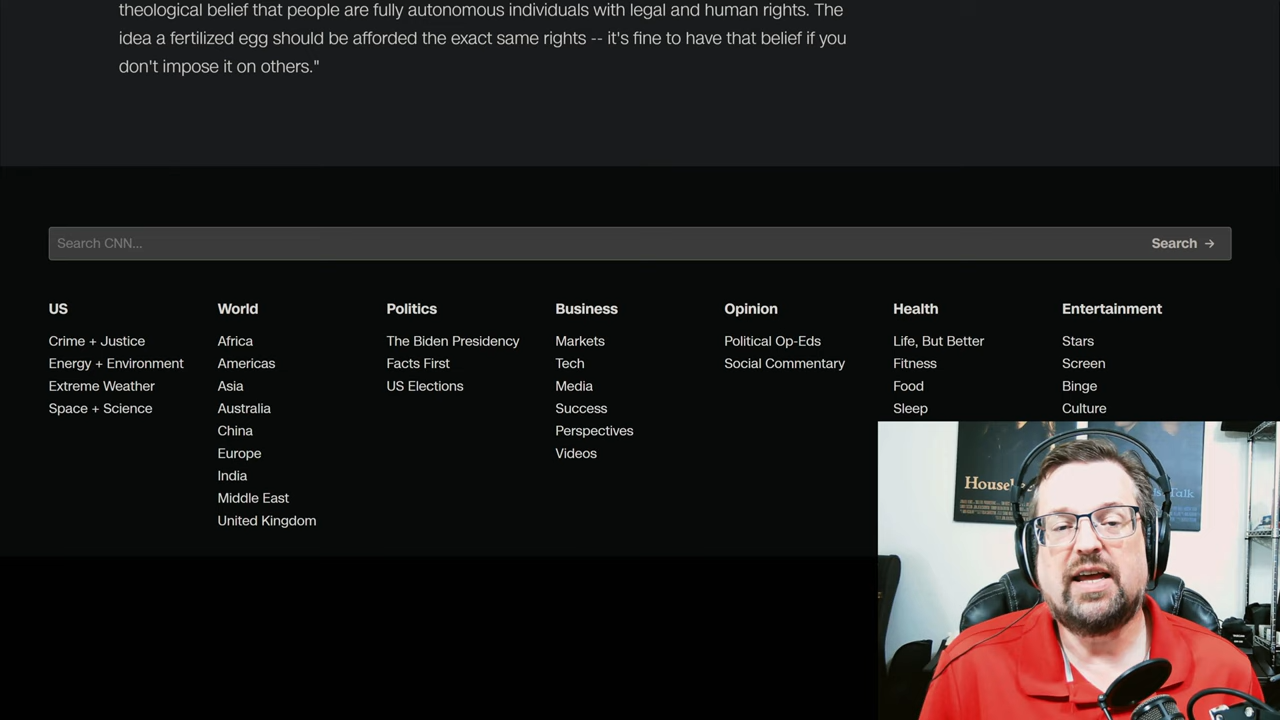 theological belief that people are fully autonomous individuals with legal and human rights. The
idea a fertilized egg should be afforded the exact same rights -- it's fine to have that belief if you
don't impose it on others."
Search CNN...
Search →
US
Crime + Justice
Energy + Environment
Extreme Weather
Space + Science
World
Africa
Americas
Asia
Australia
China
Europe
India
Middle East
United Kingdom
Politics
The Biden Presidency
Facts First
US Elections
Business
Markets
Tech
Media
Success
Perspectives
Videos
Opinion
Political Op-Eds
Social Commentary
Health
Life, But Better
Fitness
Food
Sleep
Entertainment
Stars
Screen
Binge
Culture
Talk